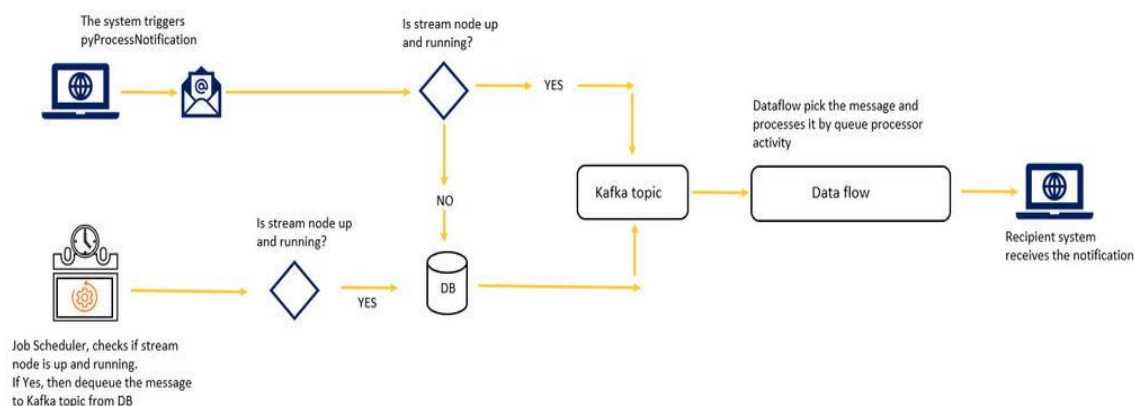 The system triggers
pyProcessNotification
Is stream node up
and running?
YES
Dataflow pick the message and
processes it by queue processor
activity
NO
Kafka topic
Data flow
Is stream node up
and running?
YES
DB
Recipient system
receives the notification
Job Scheduler, checks if stream
node is up and running.
If Yes, then dequeue the message
to Kafka topic from DB